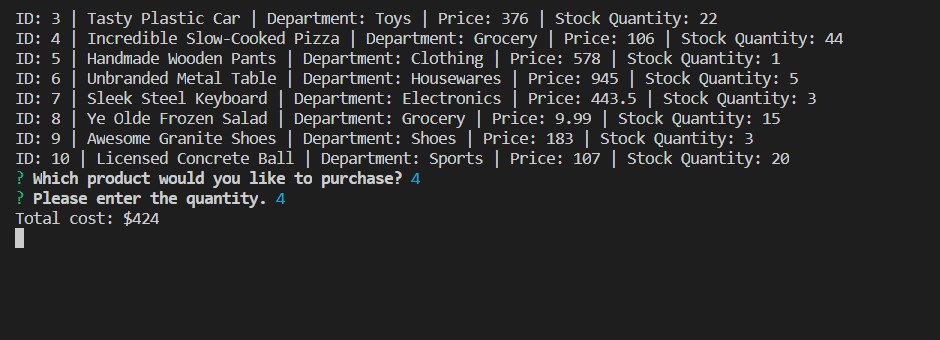 ID: 3 | Tasty Plastic Car | Department: Toys | Price: 376 | Stock Quantity: 22
ID: 4 | Incredible Slow-Cooked Pizza | Department: Grocery | Price: 106 | Stock Quantity: 44
ID: 5 | Handmade Wooden Pants | Department: Clothing | Price: 578 | Stock Quantity: 1
ID: 6 | Unbranded Metal Table | Department: Housewares | Price: 945 | Stock Quantity: 5
ID: 7 | Sleek Steel Keyboard | Department: Electronics | Price: 443.5 | Stock Quantity: 3
ID: 8 | Ye Olde Frozen Salad | Department: Grocery | Price: 9.99 | Stock Quantity: 15
ID: 9 | Awesome Granite Shoes | Department: Shoes | Price: 183 | Stock Quantity: 3
ID: 10 | Licensed Concrete Ball | Department: Sports | Price: 107 | Stock Quantity: 20
? Which product would you like to purchase? 4
? Please enter the quantity. 4
Total cost: $424